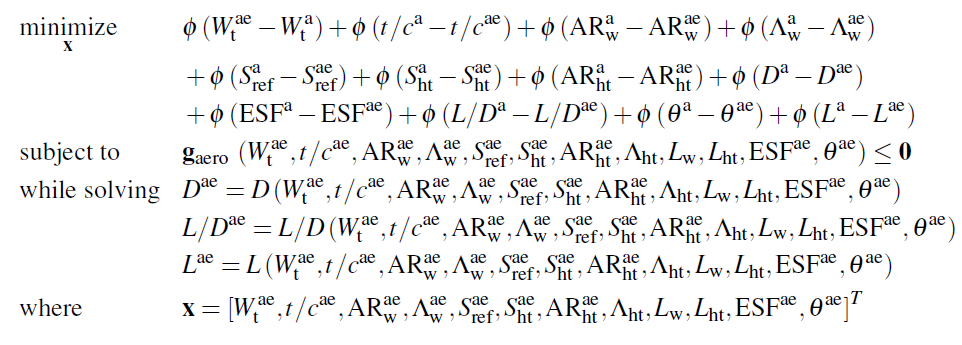 minimize x ϕ (W_t^ae − W_t^a) + ϕ (t/c^a − t/c^ae) + ϕ (AR_w^a − AR_w^ae) + ϕ (Λ_w^a − Λ_w^ae)
+ ϕ (S_ref^a − S_ref^ae) + ϕ (S_ht^a − S_ht^ae) + ϕ (AR_ht^a − AR_ht^ae) + ϕ (D^a − D^ae)
+ ϕ (ESF^a − ESF^ae) + ϕ (L/D^a − L/D^ae) + ϕ (θ^a − θ^ae) + ϕ (L^a − L^ae)
subject to g_aero (W_t^ae, t/c^ae, AR_w^ae, Λ_w^ae, S_ref^ae, S_ht^ae, AR_ht^ae, Λ_ht, L_w, L_ht, ESF^ae, θ^ae) ≤ 0
while solving D^ae = D (W_t^ae, t/c^ae, AR_w^ae, Λ_w^ae, S_ref^ae, S_ht^ae, AR_ht^ae, Λ_ht, L_w, L_ht, ESF^ae, θ^ae)
L/D^ae = L/D (W_t^ae, t/c^ae, AR_w^ae, Λ_w^ae, S_ref^ae, S_ht^ae, AR_ht^ae, Λ_ht, L_w, L_ht, ESF^ae, θ^ae)
L^ae = L (W_t^ae, t/c^ae, AR_w^ae, Λ_w^ae, S_ref^ae, S_ht^ae, AR_ht^ae, Λ_ht, L_w, L_ht, ESF^ae, θ^ae)
where x = [W_t^ae, t/c^ae, AR_w^ae, Λ_w^ae, S_ref^ae, S_ht^ae, AR_ht^ae, Λ_ht, L_w, L_ht, ESF^ae, θ^ae]^T